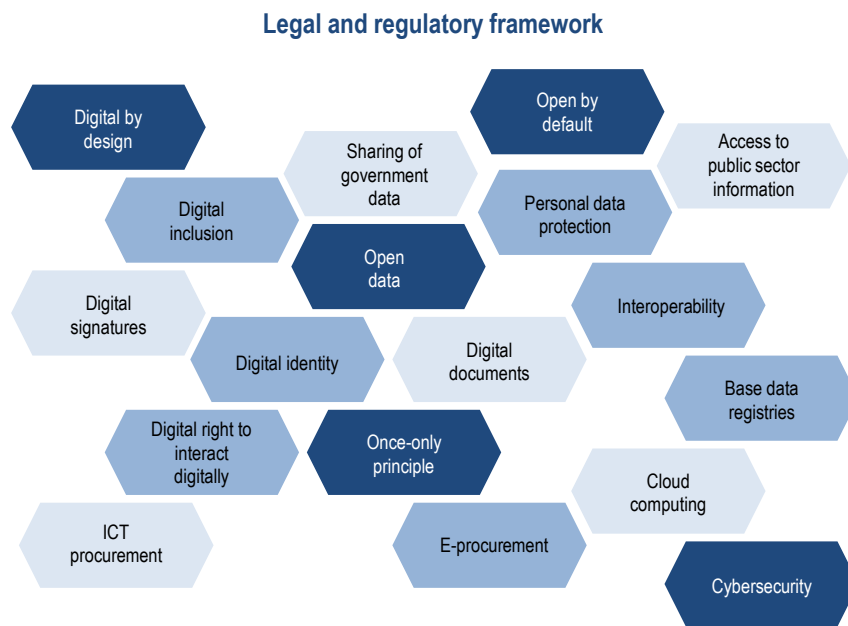 Legal and regulatory framework
Digital by
design
Open by
default
Sharing of
government
data
Access to
public sector
information
Digital
inclusion
Personal data
protection
Open
data
Digital
signatures
Interoperability
Digital identity
Digital
documents
Base data
registries
Digital right to
interact
digitally
Once-only
principle
Cloud
computing
ICT
procurement
E-procurement
Cybersecurity